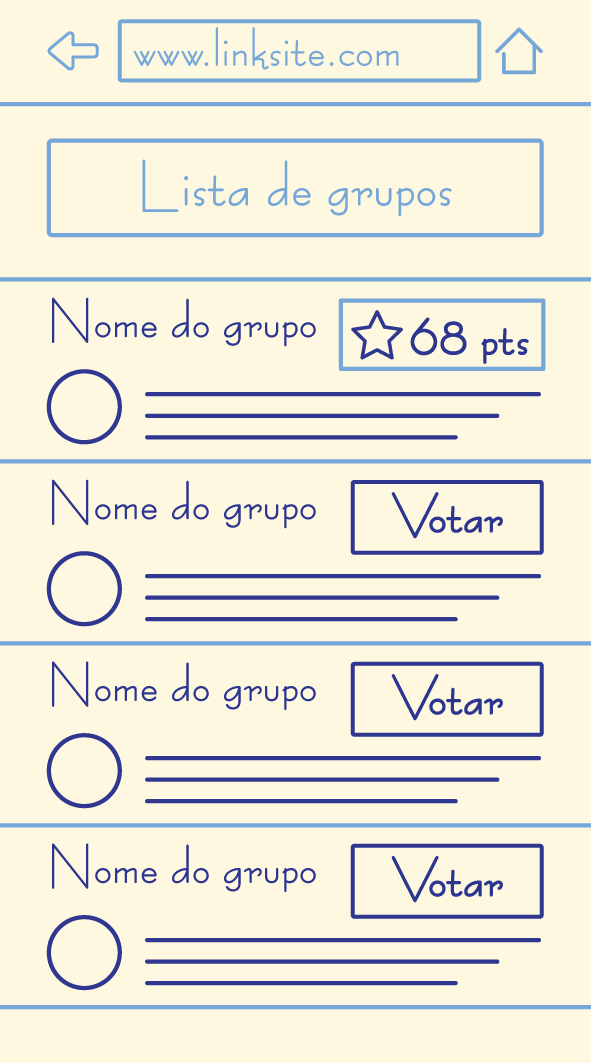 www.linksite.com
Lista de grupos
Nome do grupo
68 pts
Nome do grupo
Votar
Nome do grupo
Votar
Nome do grupo
Votar